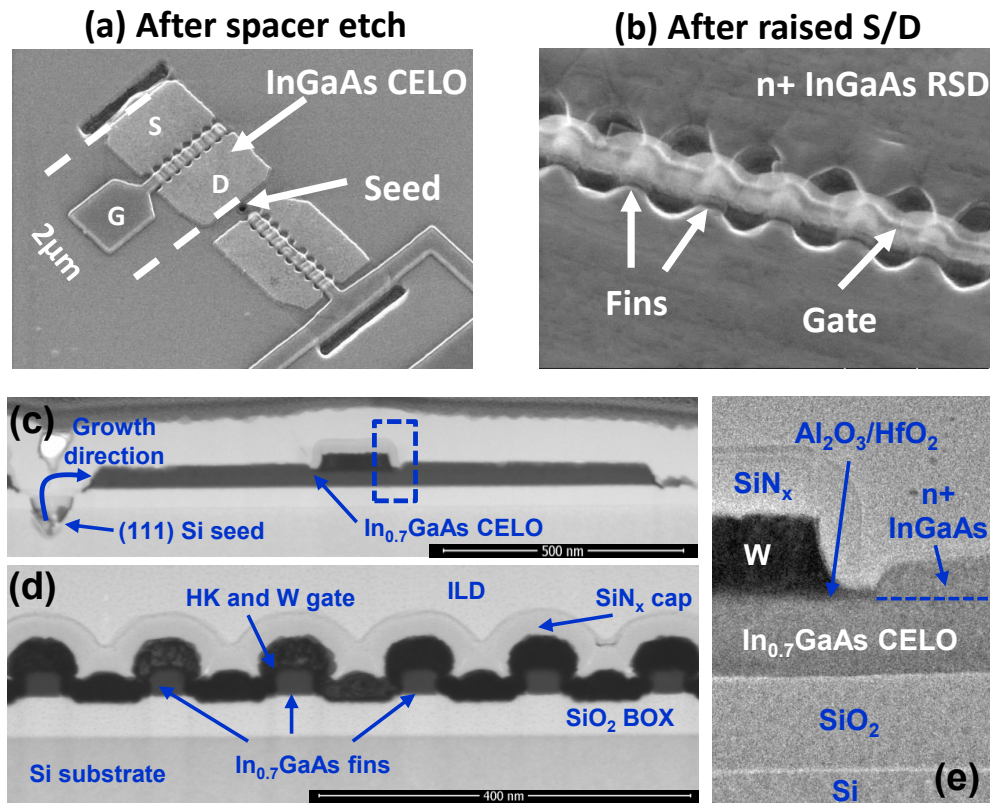 (a) After spacer etch
InGaAs CELO
S
D
Seed
G
2μm
(b) After raised S/D
n+ InGaAs RSD
Fins
Gate
(c)
Growth
direction
(111) Si seed
In₀.₇GaAs CELO
500 nm
(d)
HK and W gate
ILD
SiNₓ cap
SiO₂ BOX
Si substrate
In₀.₇GaAs fins
400 nm
Al₂O₃/HfO₂
SiNₓ
n+
InGaAs
W
In₀.₇GaAs CELO
SiO₂
Si
(e)